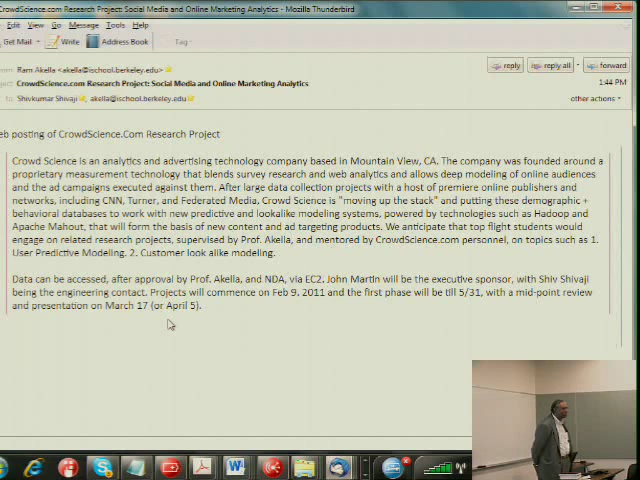 CrowdScience.com Research Project: Social Media and Online Marketing Analytics - Mozilla Thunderbird
Edit View Go Message Tools Help
Get Mail Write Address Book Tag
Ram Akella <akella@ischool.berkeley.edu> reply reply all forward
CrowdScience.com Research Project: Social Media and Online Marketing Analytics 1:44 PM
to Shivkumar Shivaji, akella@ischool.berkeley.edu other actions
posting of CrowdScience.Com Research Project
Crowd Science is an analytics and advertising technology company based in Mountain View, CA. The company was founded around a
proprietary measurement technology that blends survey research and web analytics and allows deep modeling of online audiences
and the ad campaigns executed against them. After large data collection projects with a host of premiere online publishers and
networks, including CNN, Turner, and Federated Media, Crowd Science is "moving up the stack" and putting these demographic +
behavioral databases to work with new predictive and lookalike modeling systems, powered by technologies such as Hadoop and
Apache Mahout, that will form the basis of new content and ad targeting products. We anticipate that top flight students would
engage on related research projects, supervised by Prof. Akella, and mentored by CrowdScience.com personnel, on topics such as 1.
User Predictive Modeling. 2. Customer look alike modeling.
Data can be accessed, after approval by Prof. Akella, and NDA, via EC2. John Martin will be the executive sponsor, with Shiv Shivaji
being the engineering contact. Projects will commence on Feb 9, 2011 and the first phase will be till 5/31, with a mid-point review
and presentation on March 17 (or April 5).